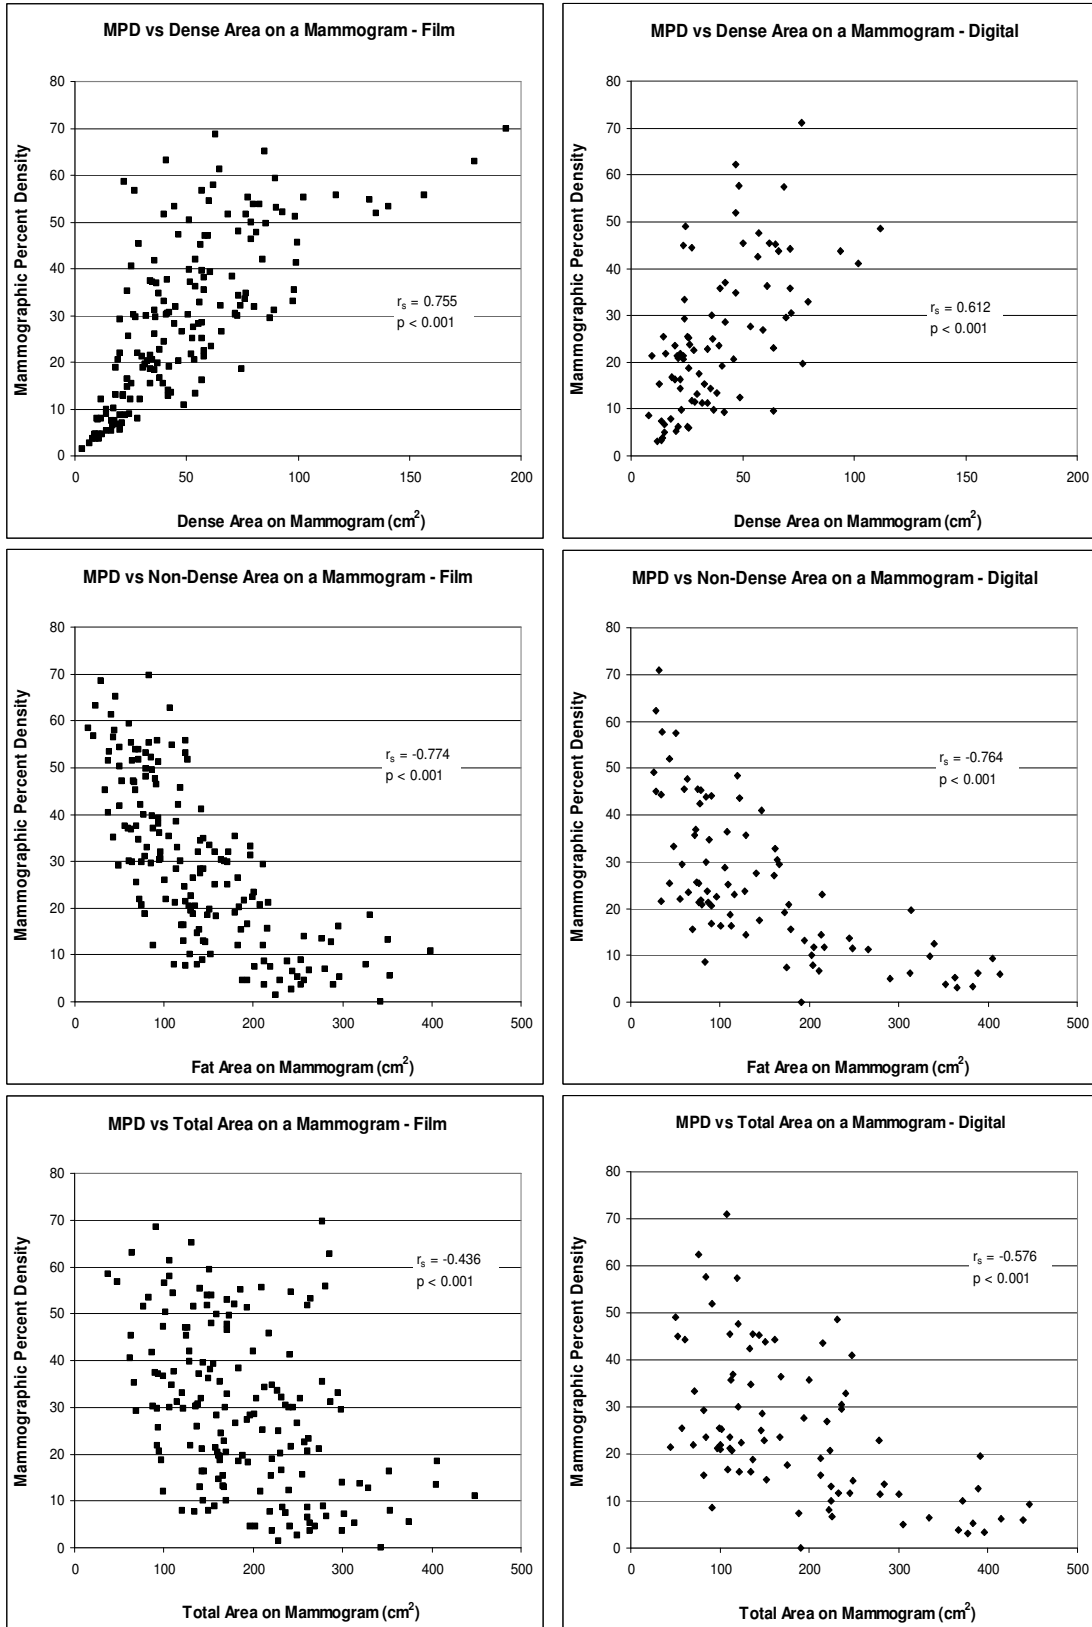 MPD vs Dense Area on a Mammogram - Film
80
70
60
50
40
30
20
10
0
0 50 100 150 200
Mammographic Percent Density
r_s = 0.755
p < 0.001
Dense Area on Mammogram (cm²)
MPD vs Dense Area on a Mammogram - Digital
80
70
60
50
40
30
20
10
0
0 50 100 150 200
Mammographic Percent Density
r_s = 0.612
p < 0.001
Dense Area on Mammogram (cm²)
MPD vs Non-Dense Area on a Mammogram - Film
80
70
60
50
40
30
20
10
0
0 100 200 300 400 500
Mammographic Percent Density
r_s = -0.774
p < 0.001
Fat Area on Mammogram (cm²)
MPD vs Non-Dense Area on a Mammogram - Digital
80
70
60
50
40
30
20
10
0
0 100 200 300 400 500
Mammographic Percent Density
r_s = -0.764
p < 0.001
Fat Area on Mammogram (cm²)
MPD vs Total Area on a Mammogram - Film
80
70
60
50
40
30
20
10
0
0 100 200 300 400 500
Mammographic Percent Density
r_s = -0.436
p < 0.001
Total Area on Mammogram (cm²)
MPD vs Total Area on a Mammogram - Digital
80
70
60
50
40
30
20
10
0
0 100 200 300 400 500
Mammographic Percent Density
r_s = -0.576
p < 0.001
Total Area on Mammogram (cm²)